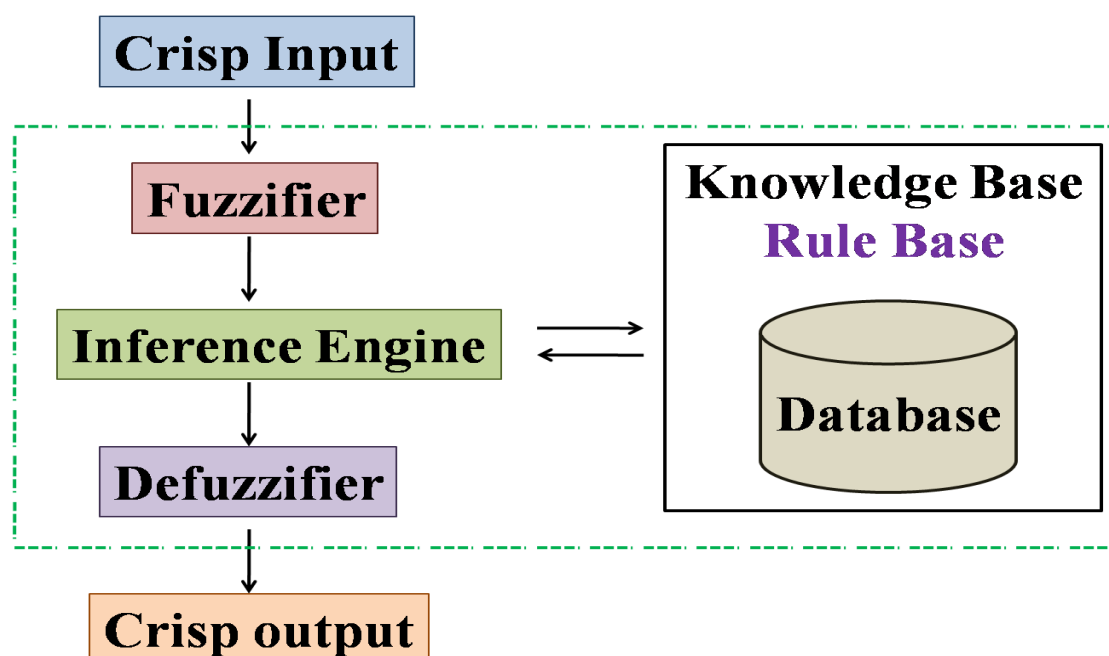 Crisp Input
Fuzzifier
Inference Engine
Defuzzifier
Crisp output
Knowledge Base
Rule Base
Database